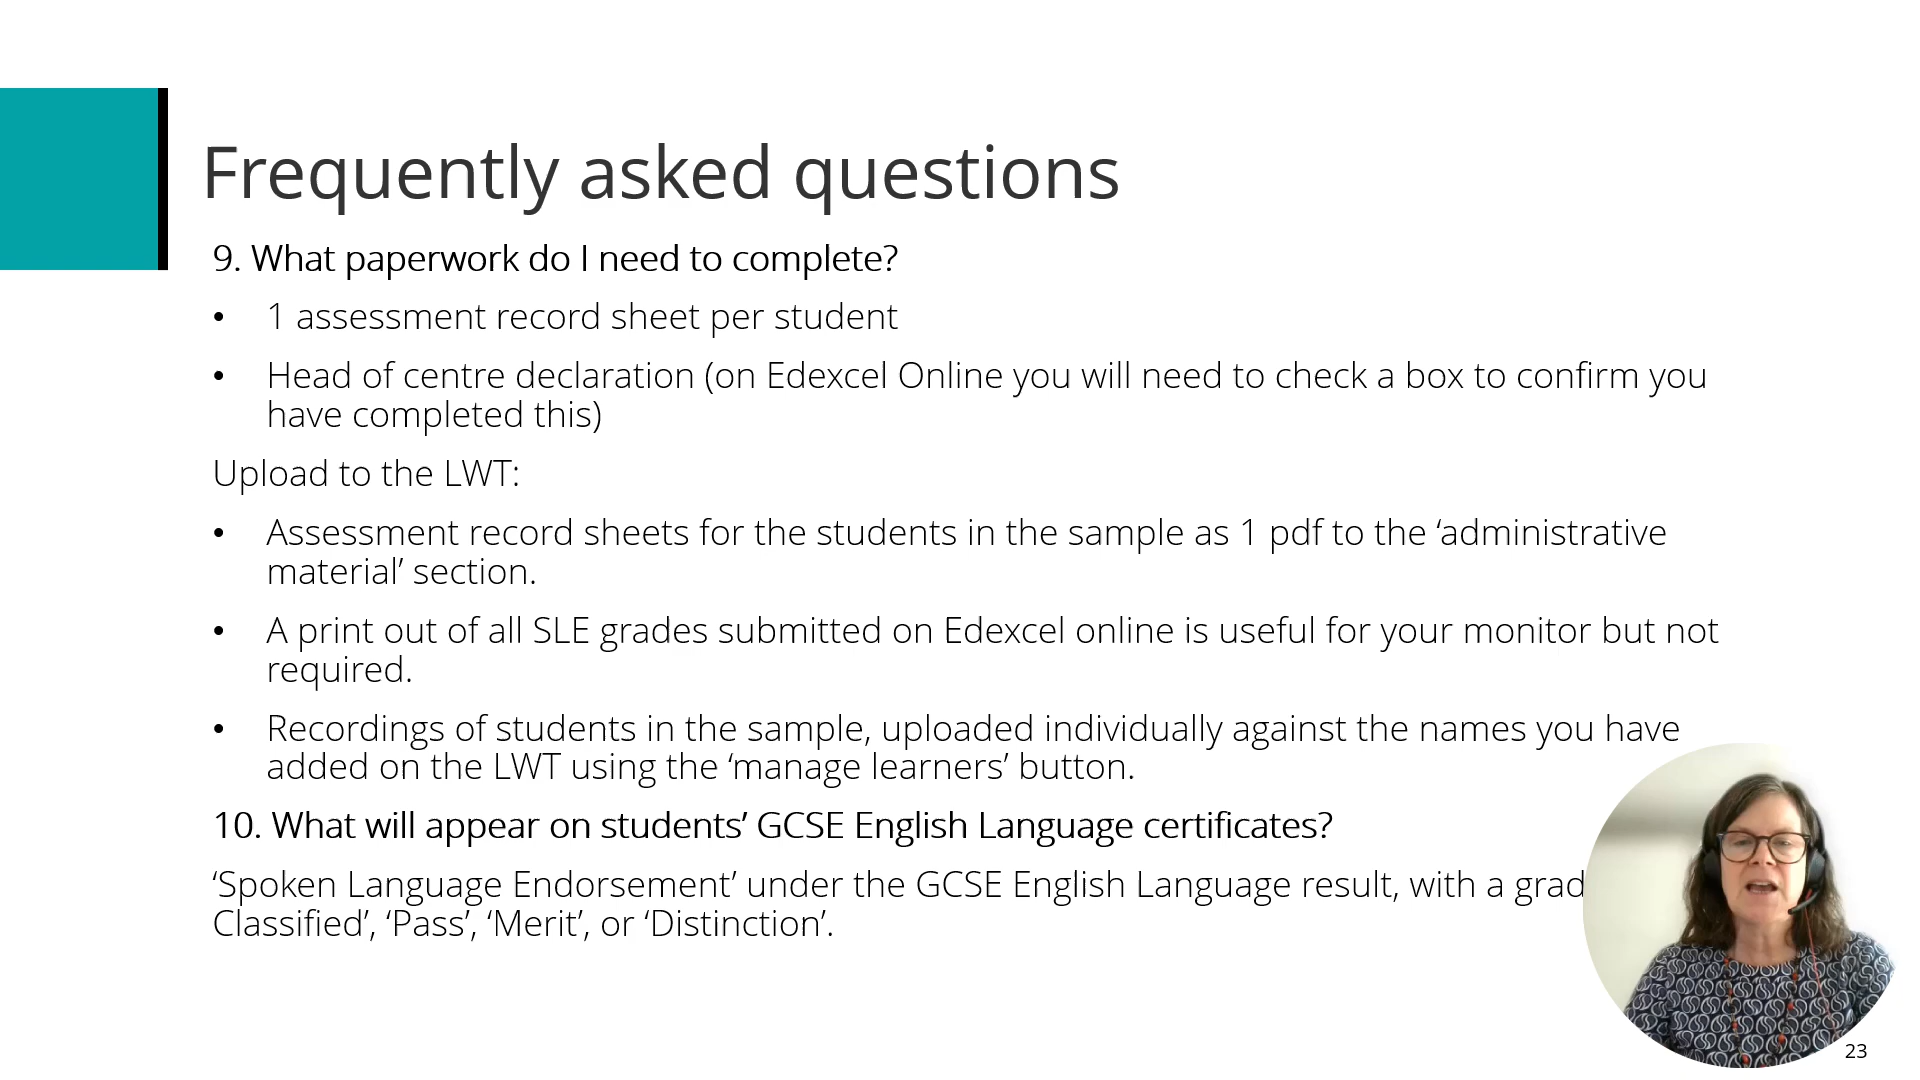 Frequently asked questions
9. What paperwork do I need to complete?
• 1 assessment record sheet per student
• Head of centre declaration (on Edexcel Online you will need to check a box to confirm you
have completed this)
Upload to the LWT:
• Assessment record sheets for the students in the sample as 1 pdf to the ‘administrative
material’ section.
• A print out of all SLE grades submitted on Edexcel online is useful for your monitor but not
required.
• Recordings of students in the sample, uploaded individually against the names you have
added on the LWT using the ‘manage learners’ button.
10. What will appear on students’ GCSE English Language certificates?
‘Spoken Language Endorsement’ under the GCSE English Language result, with a grad
Classified’, ‘Pass’, ‘Merit’, or ‘Distinction’.
23